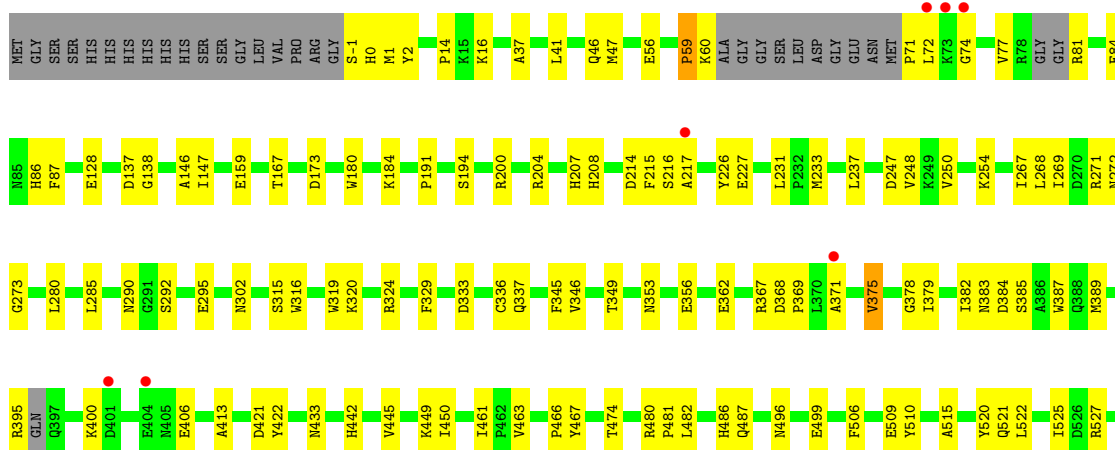 MET GLY SER SER HIS HIS HIS HIS HIS HIS SER SER GLY LEU VAL PRO ARG GLY S-1 H0 M1 Y2 P14 K15 K16 A37 L41 Q46 M47 E56 P59 K60 ALA GLY GLY SER LEU ASP GLY GLU ASN MET P71 L72 K73 G74 V77 R78 GLY GLY R81 E84
N85 H86 F87 E128 D137 G138 A146 I147 E159 T167 D173 W180 K184 P191 S194 R200 R204 H207 H208 D214 F215 S216 A217 Y226 E227 L231 P232 M233 L237 D247 V248 K249 V250 K254 I267 L268 I269 D270 R271 N272
G273 L280 L285 N290 G291 S292 E295 N302 S315 W316 W319 K320 R324 F329 D333 C336 Q337 F345 V346 T349 N353 E356 E362 R367 D368 P369 L370 A371 V375 G378 I379 I382 N383 D384 S385 A386 W387 Q388 M389
R395 GLN Q397 K400 D401 E404 N405 E406 A413 D421 Y422 N433 H442 V445 K449 I450 I461 P462 V463 P466 Y467 T474 R480 P481 L482 H486 Q487 N496 E499 F506 E509 Y510 A515 Y520 Q521 L522 I525 D526 R527